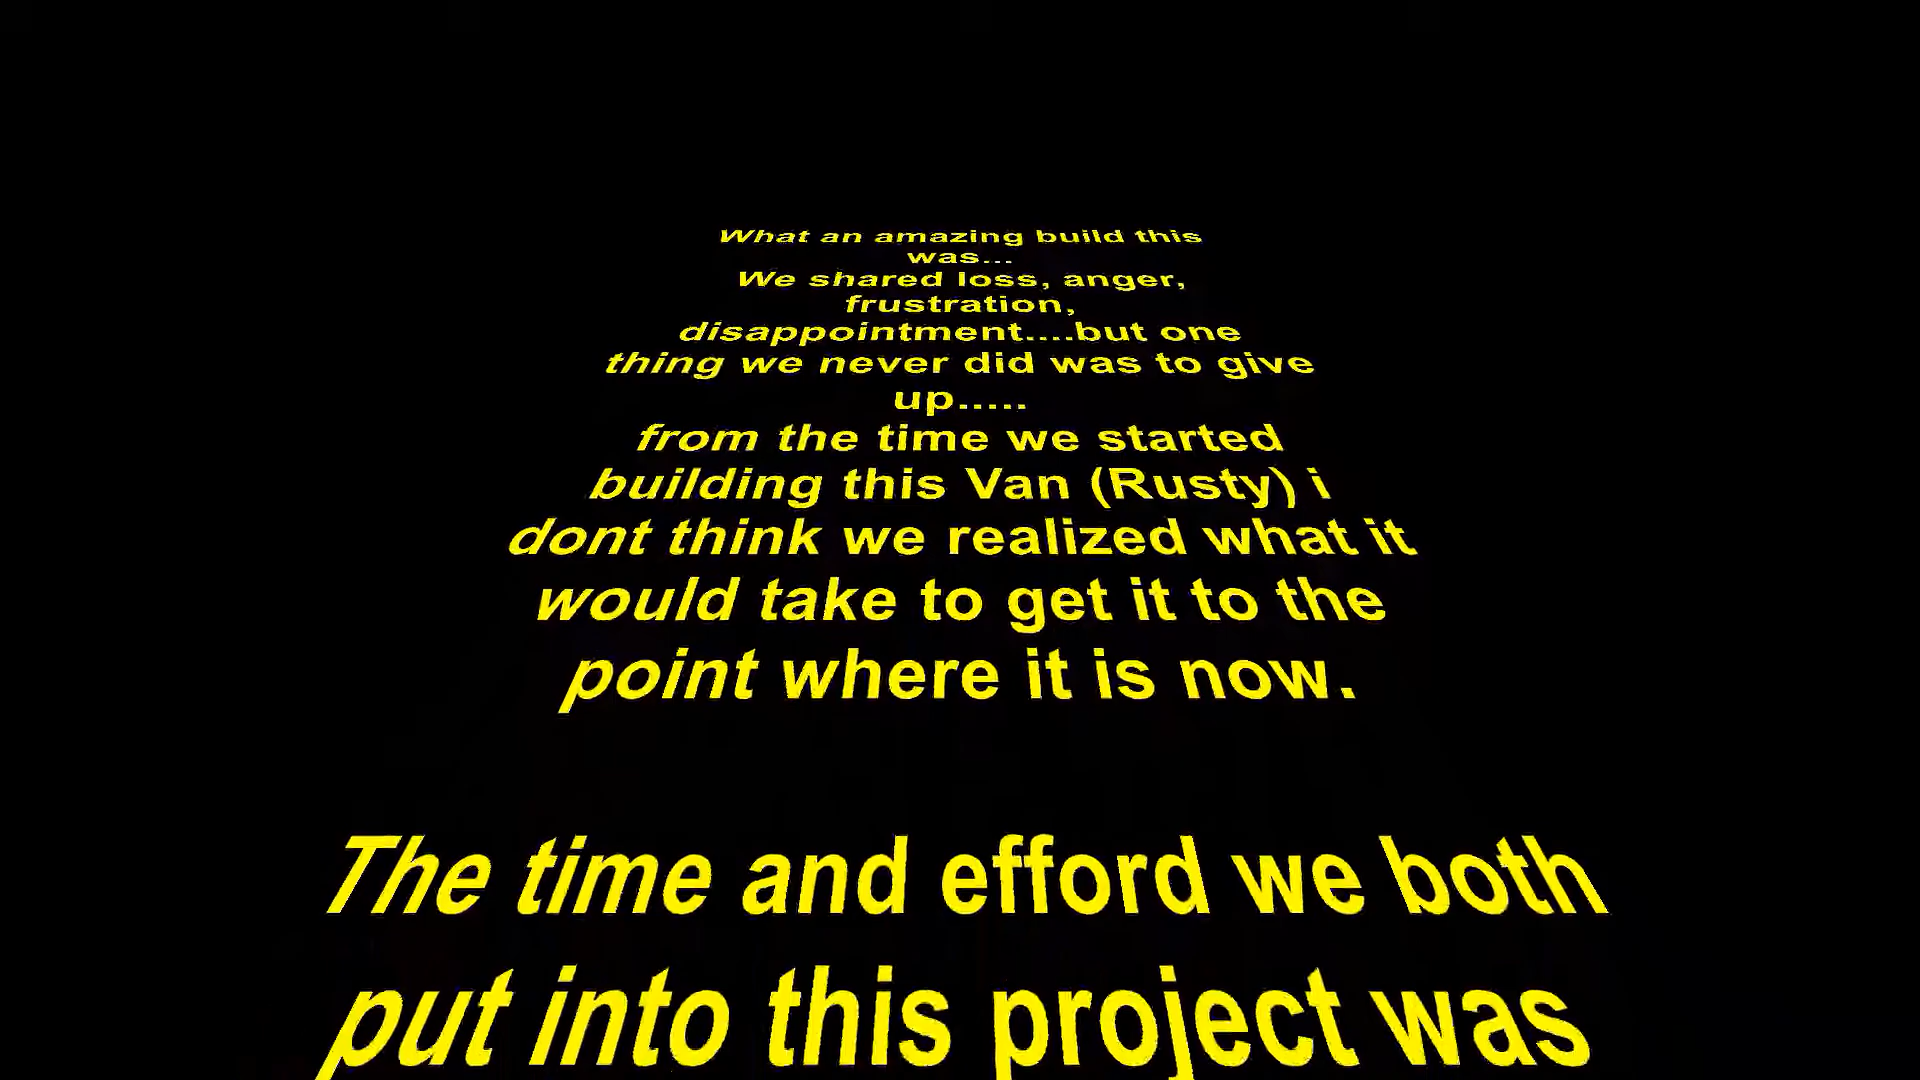 What an amazing build this
was...
We shared loss, anger,
frustration,
disappointment....but one
thing we never did was to give
up.....
from the time we started
building this Van (Rusty) i
dont think we realized what it
would take to get it to the
point where it is now.
The time and efford we both
put into this project was